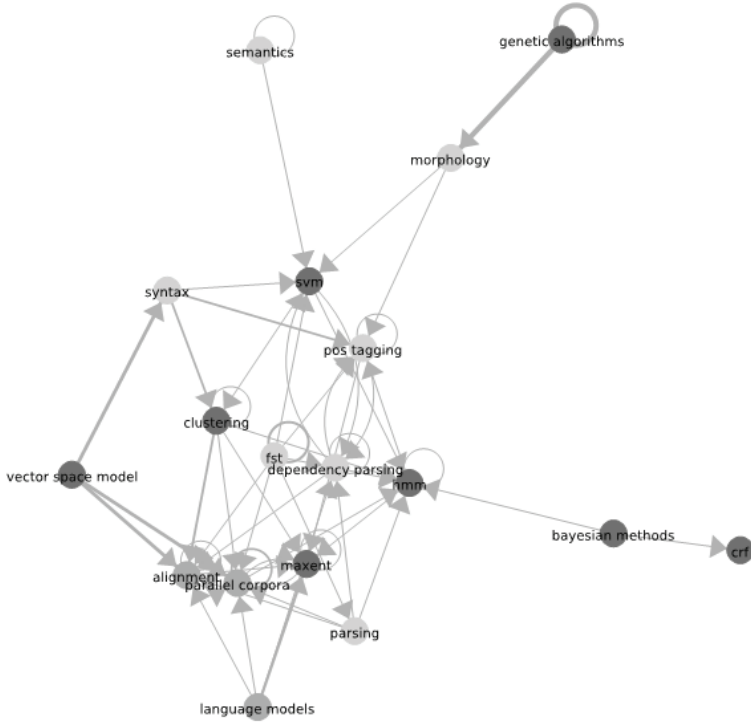 genetic algorithms
semantics
morphology
svm
syntax
pos tagging
clustering
fst
dependency parsing
vector space model
hmm
bayesian methods
crf
maxent
alignment
parallel corpora
parsing
language models